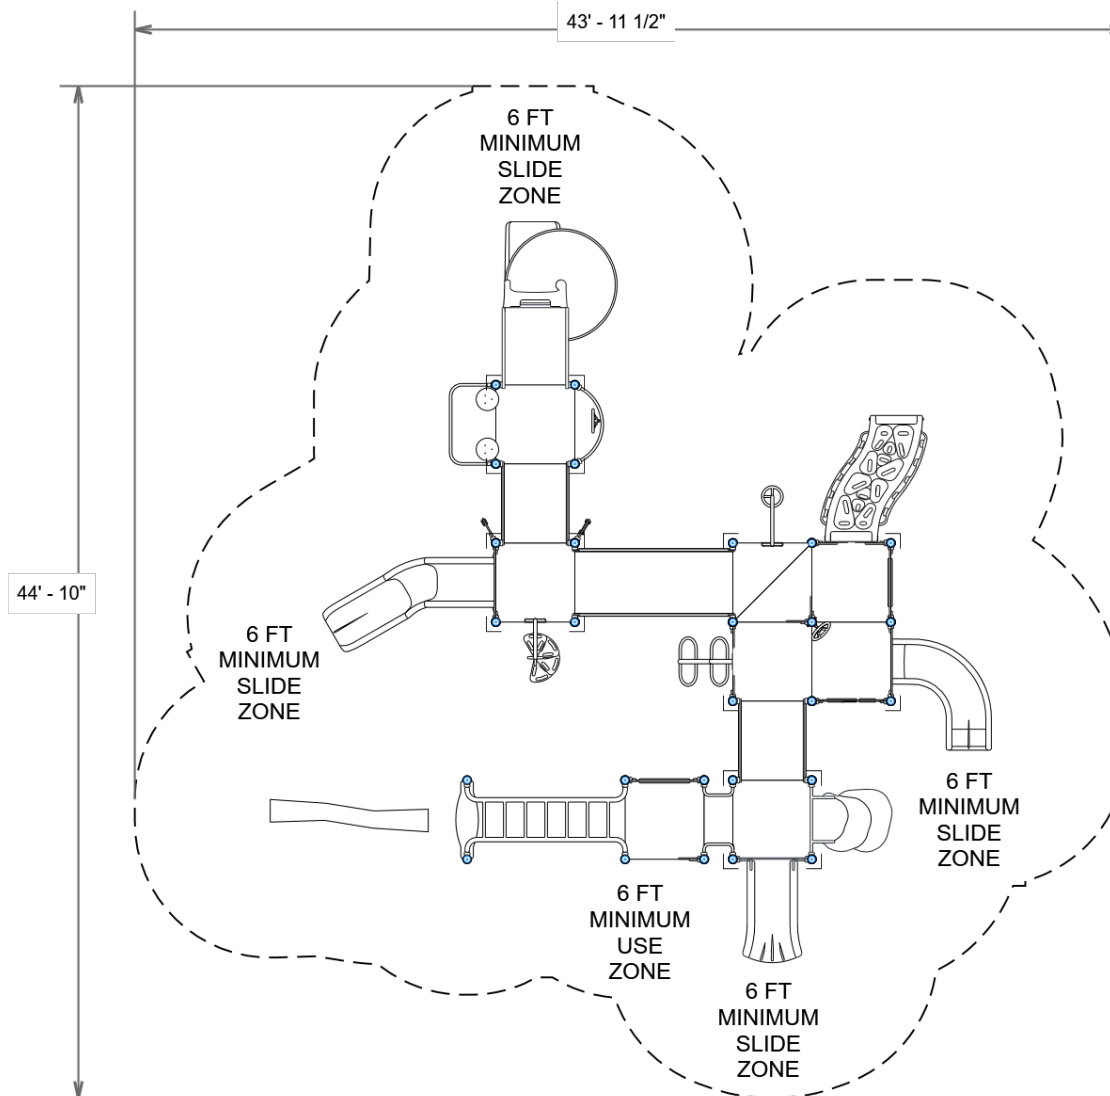 43' - 11 1/2"
6 FT
MINIMUM
SLIDE
ZONE
44' - 10"
6 FT
MINIMUM
SLIDE
ZONE
6 FT
MINIMUM
SLIDE
ZONE
6 FT
MINIMUM
USE
ZONE
6 FT
MINIMUM
SLIDE
ZONE